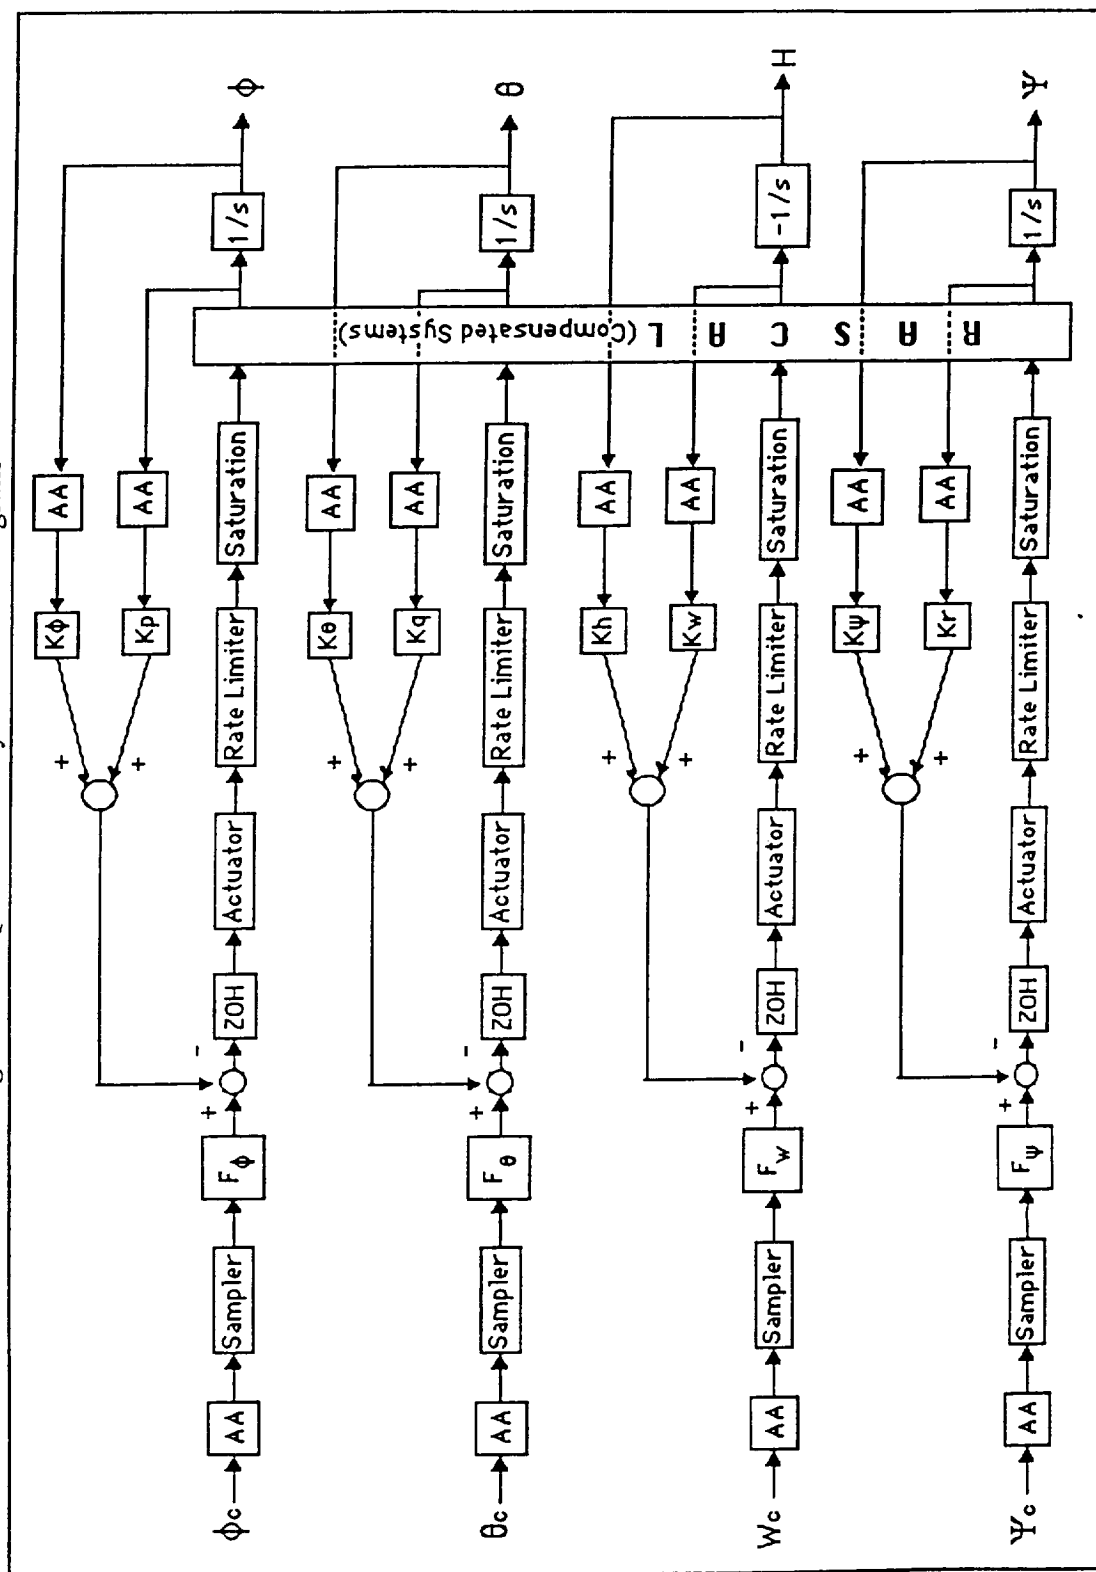 Kϕ AA
+
Kp AA
+
-
ϕc AA Sampler Fϕ + ZOH Actuator Rate Limiter Saturation 1/s ϕ
Kθ AA
+
Kq AA
+
-
θc AA Sampler Fθ + ZOH Actuator Rate Limiter Saturation 1/s θ
Kh AA
+
Kw AA
+
-
Wc AA Sampler Fw + ZOH Actuator Rate Limiter Saturation -1/s H
Kψ AA
+
Kr AA
+
-
Ψc AA Sampler Fψ + ZOH Actuator Rate Limiter Saturation 1/s Ψ
R A S C A L (Compensated Systems)